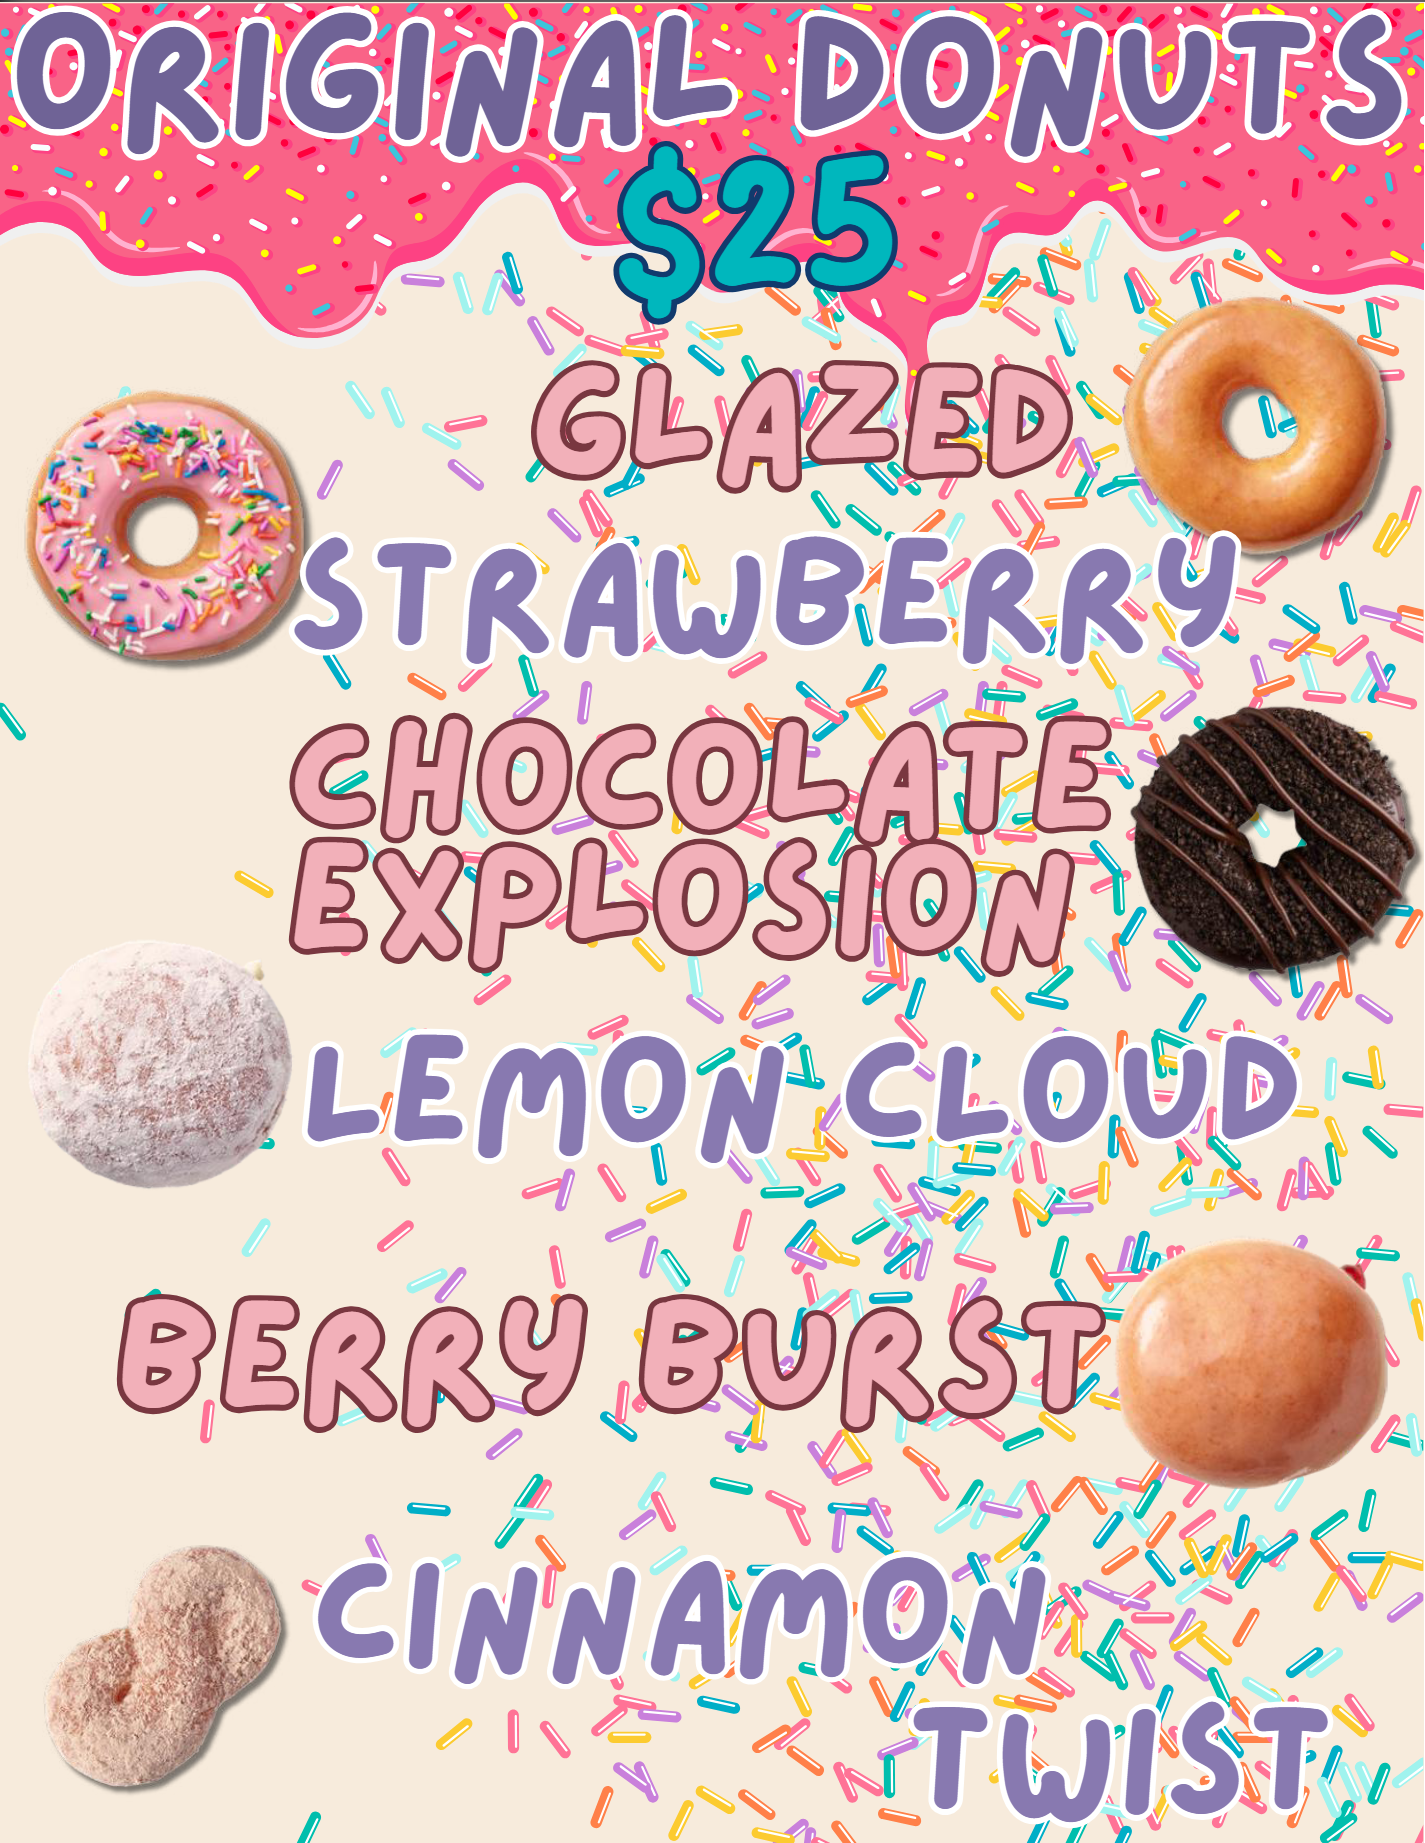 ORIGINAL DONUTS
$25
GLAZED
STRAWBERRY
CHOCOLATE
EXPLOSION
LEMON CLOUD
BERRY BURST
CINNAMON
TWIST